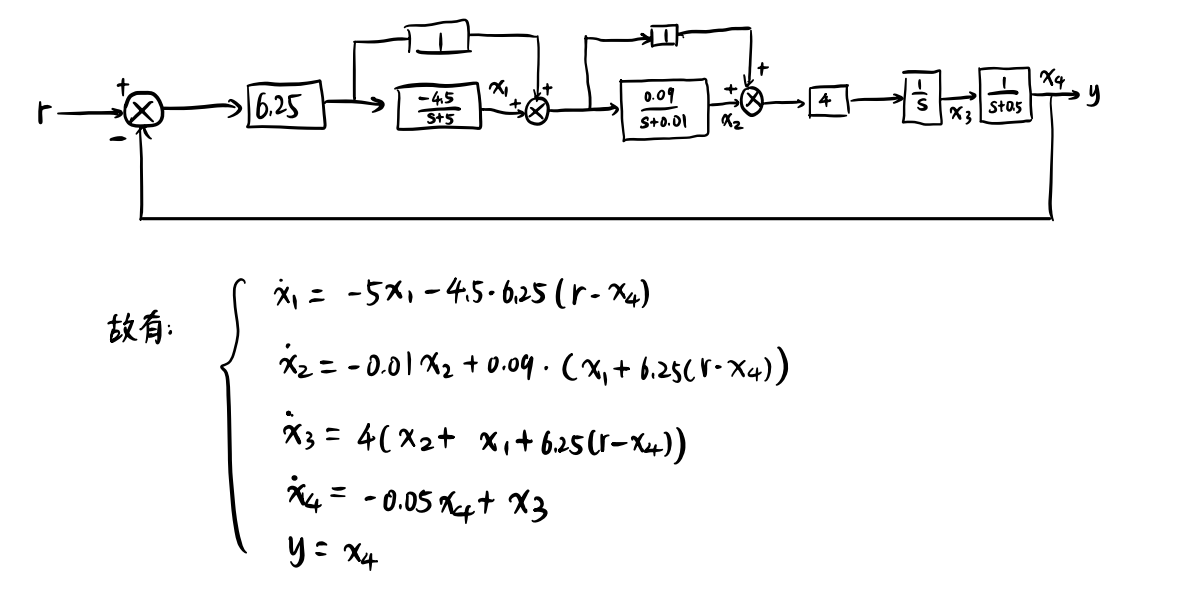 1 1
+ x₁ + + + + x₄
r 6.25 -4.5/(s+5) 0.09/(s+0.01) x₂ 4 1/s x₃ 1/(s+0.5) y
-
故有:
ẋ₁ = -5x₁ - 4.5·6.25(r - x₄)
ẋ₂ = -0.01x₂ + 0.09·(x₁ + 6.25(r - x₄))
ẋ₃ = 4(x₂ + x₁ + 6.25(r - x₄))
ẋ₄ = -0.05x₄ + x₃
y = x₄